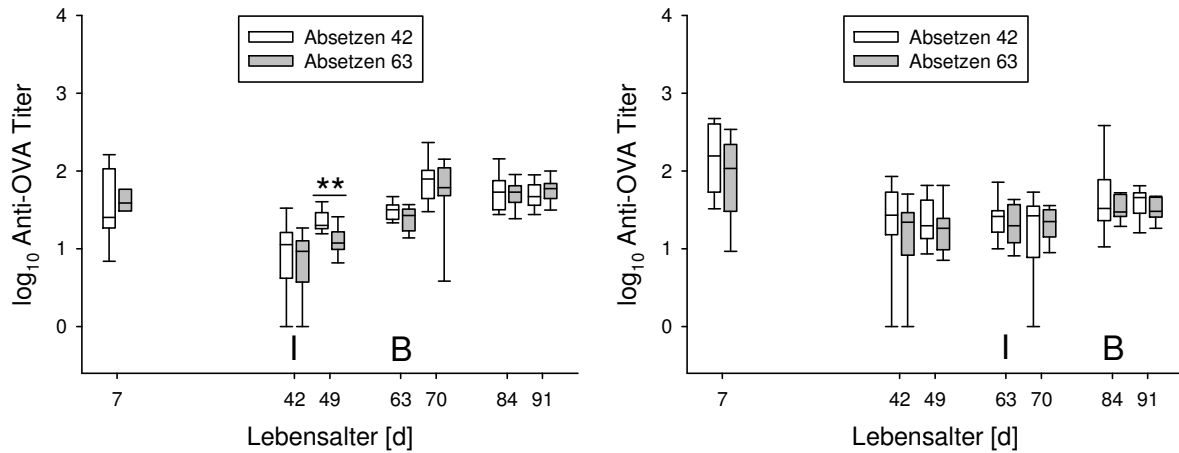 4
3
2
1
0
log10 Anti-OVA Titer
Absetzen 42
Absetzen 63
**
I
B
7
42
49
63
70
84
91
Lebensalter [d]
4
3
2
1
0
log10 Anti-OVA Titer
Absetzen 42
Absetzen 63
I
B
7
42
49
63
70
84
91
Lebensalter [d]